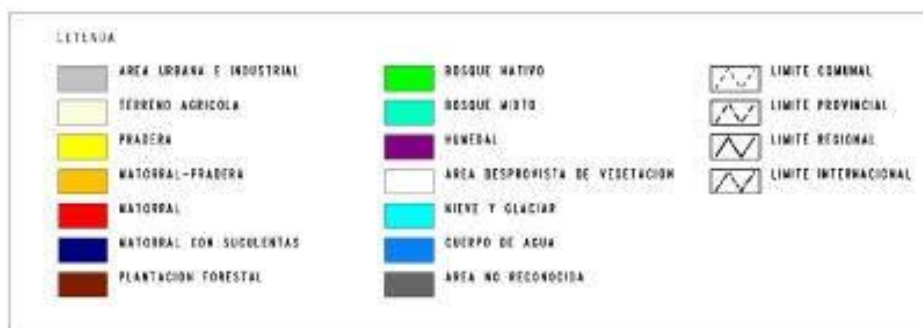 LEYENDA
AREA URBANA E INDUSTRIAL
TERRENO AGRICOLA
PRADERA
MATORRAL-PRADERA
MATORRAL
MATORRAL CON SUCULENTAS
PLANTACION FORESTAL
BOSQUE NATIVO
BOSQUE MIXTO
HUMEDAL
AREA DESPROVISTA DE VEGETACION
NIEVE Y GLACIAR
CUERPO DE AGUA
AREA NO RECONOCIDA
LIMITE COMUNAL
LIMITE PROVINCIAL
LIMITE REGIONAL
LIMITE INTERNACIONAL